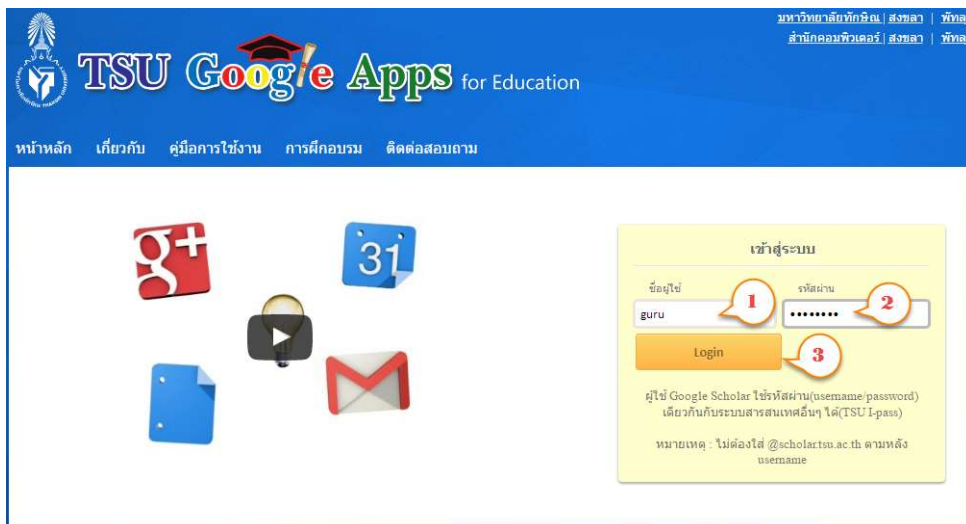 มหาวิทยาลัยทักษิณ | สงขลา | พัทล
สำนักคอมพิวเตอร์ | สงขลา | พัทล
TSU Google Apps for Education
หน้าหลัก เกี่ยวกับ คู่มือการใช้งาน การฝึกอบรม ติดต่อสอบถาม
g+
31
เข้าสู่ระบบ
ชื่อผู้ใช้ รหัสผ่าน
guru 1 •••••••• 2
Login 3
ผู้ใช้ Google Scholar ใช้รหัสผ่าน(username/password)
เดียวกันกับระบบสารสนเทศอื่นๆ ได้(TSU I-pass)
หมายเหตุ : ไม่ต้องใส่ @scholar.tsu.ac.th ตามหลัง
username